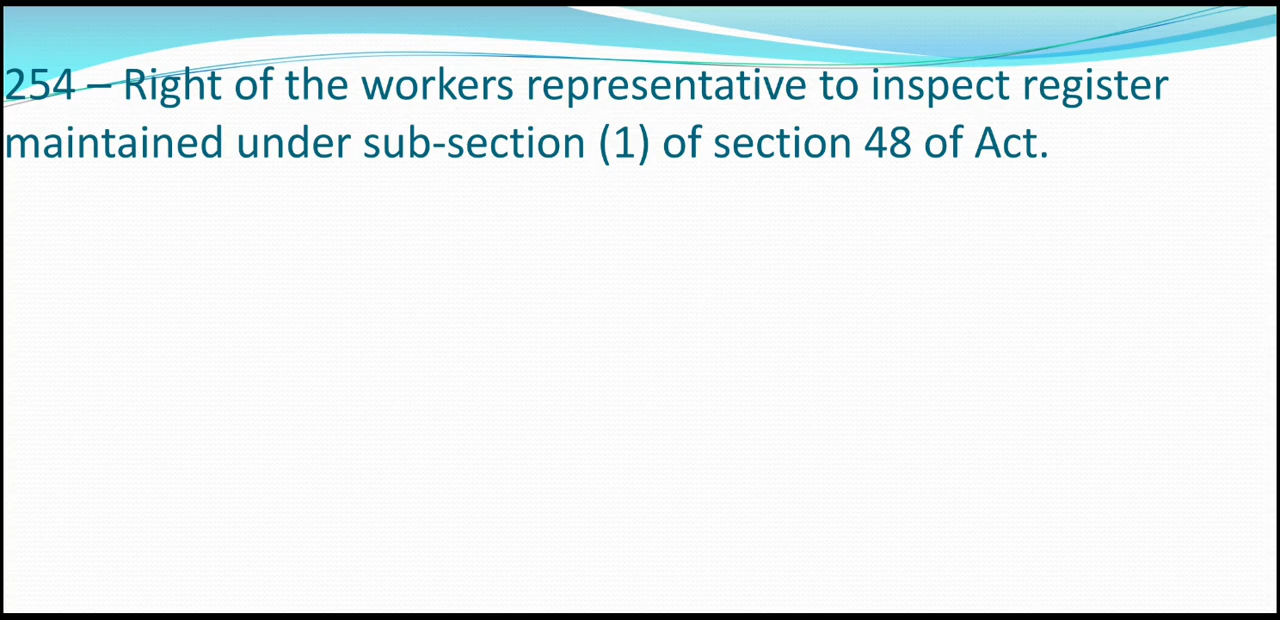 254 – Right of the workers representative to inspect register
maintained under sub-section (1) of section 48 of Act.